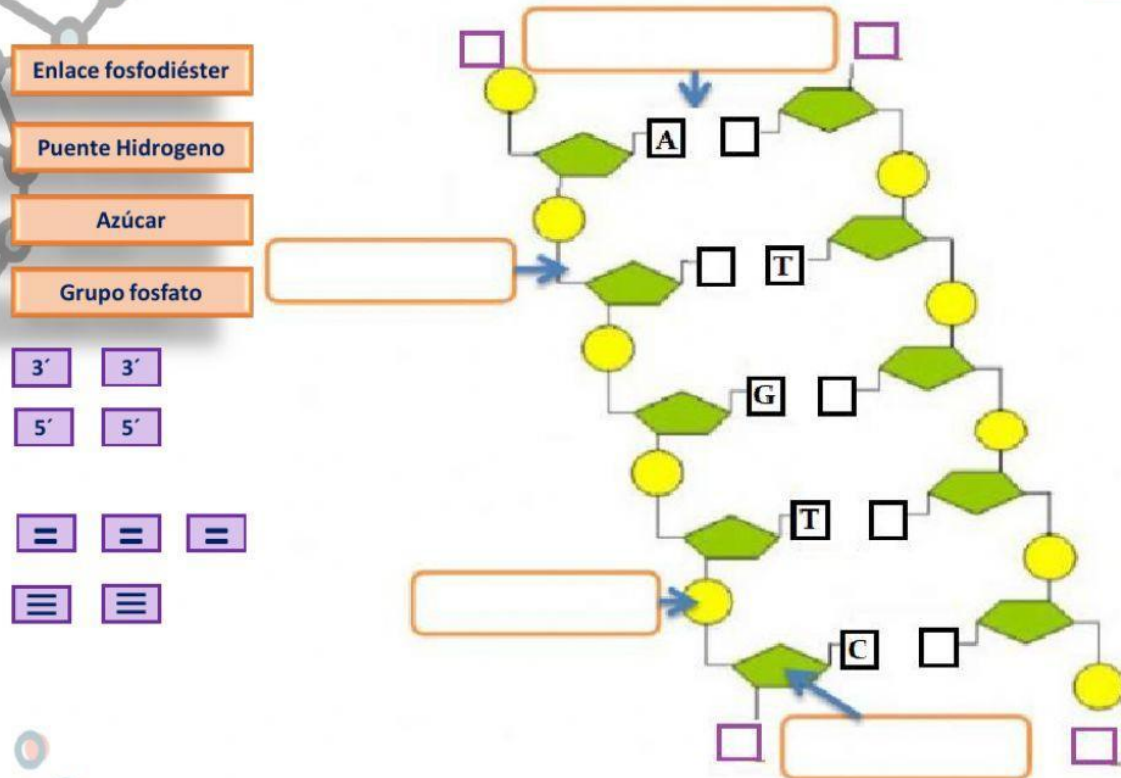 Enlace fosfodiéster
Puente Hidrogeno
Azúcar
Grupo fosfato
3´ 3´
5´ 5´
= = =
≡ ≡
A
T
G
T
C